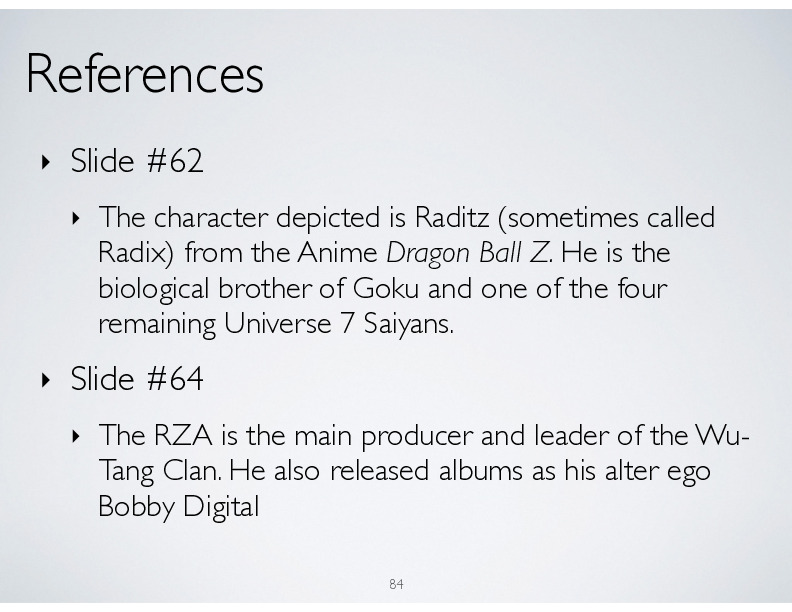 References
‣ Slide #62
‣ The character depicted is Raditz (sometimes called
Radix) from the Anime Dragon Ball Z. He is the
biological brother of Goku and one of the four
remaining Universe 7 Saiyans.
‣ Slide #64
‣ The RZA is the main producer and leader of the Wu-
Tang Clan. He also released albums as his alter ego
Bobby Digital
84